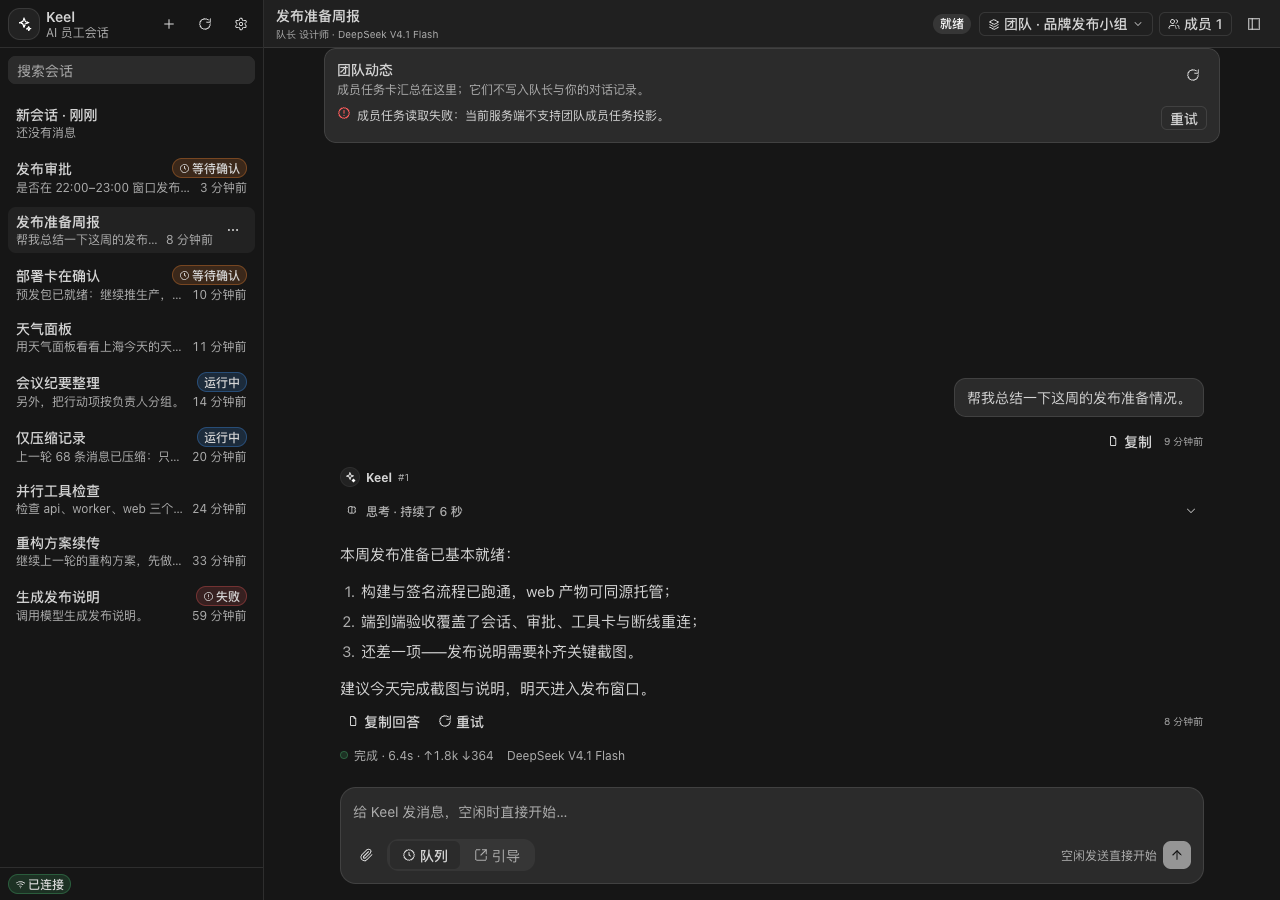 Keel
AI 员工会话
搜索会话
新会话 · 刚刚
还没有消息
发布审批
等待确认
是否在 22:00–23:00 窗口发布... 3 分钟前
发布准备周报
帮我总结一下这周的发布... 8 分钟前
部署卡在确认
等待确认
预发包已就绪：继续推生产，... 10 分钟前
天气面板
用天气面板看看上海今天的天... 11 分钟前
会议纪要整理
运行中
另外，把行动项按负责人分组。 14 分钟前
仅压缩记录
运行中
上一轮 68 条消息已压缩：只... 20 分钟前
并行工具检查
检查 api、worker、web 三个... 24 分钟前
重构方案续传
继续上一轮的重构方案，先做... 33 分钟前
生成发布说明
失败
调用模型生成发布说明。 59 分钟前
已连接
发布准备周报
队长 设计师 · DeepSeek V4.1 Flash
就绪
团队 · 品牌发布小组
成员 1
团队动态
成员任务卡汇总在这里；它们不写入队长与你的对话记录。
成员任务读取失败：当前服务端不支持团队成员任务投影。
重试
帮我总结一下这周的发布准备情况。
复制 9 分钟前
Keel #1
思考 · 持续了 6 秒
本周发布准备已基本就绪：
1. 构建与签名流程已跑通，web 产物可同源托管；
2. 端到端验收覆盖了会话、审批、工具卡与断线重连；
3. 还差一项——发布说明需要补齐关键截图。
建议今天完成截图与说明，明天进入发布窗口。
复制回答 重试 8 分钟前
完成 · 6.4s · ↑1.8k ↓364 DeepSeek V4.1 Flash
给 Keel 发消息，空闲时直接开始...
队列 引导
空闲发送直接开始